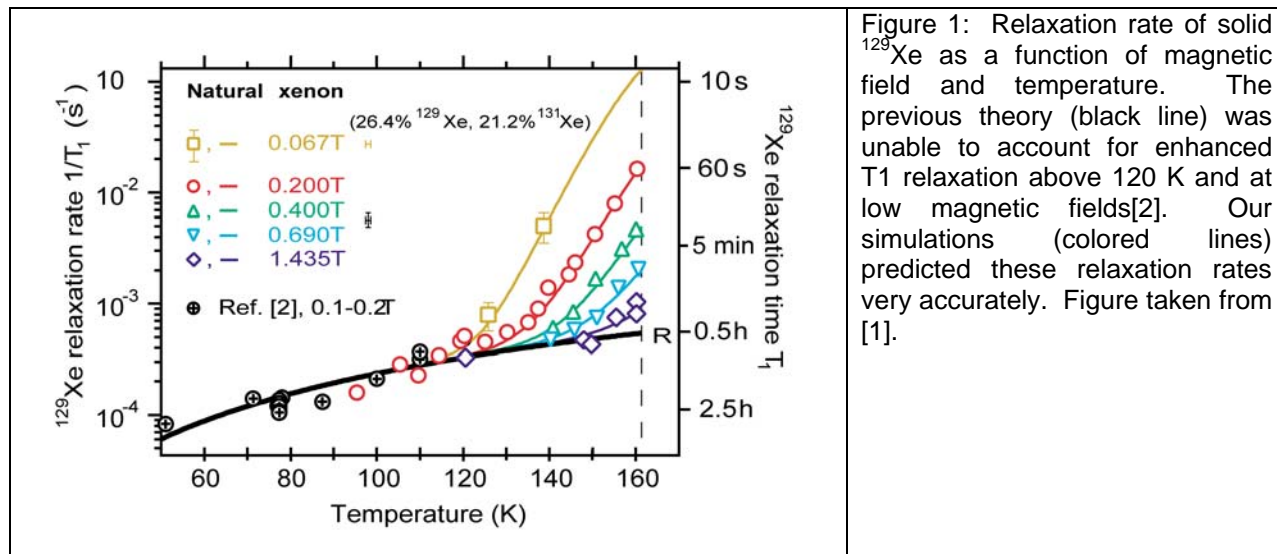 10
10⁻²
10⁻³
10⁻⁴
¹²⁹Xe relaxation rate 1/T₁ (s⁻¹)
Natural xenon
(26.4% ¹²⁹Xe, 21.2% ¹³¹Xe)
, — 0.067T
, — 0.200T
, — 0.400T
, — 0.690T
, — 1.435T
Ref. [2], 0.1-0.2T
R
10s
60s
5 min
0.5h
2.5h
¹²⁹Xe relaxation time T₁
60 80 100 120 140 160
Temperature (K)
Figure 1: Relaxation rate of solid
¹²⁹Xe as a function of magnetic
field and temperature. The
previous theory (black line) was
unable to account for enhanced
T1 relaxation above 120 K and at
low magnetic fields[2]. Our
simulations (colored lines)
predicted these relaxation rates
very accurately. Figure taken from
[1].